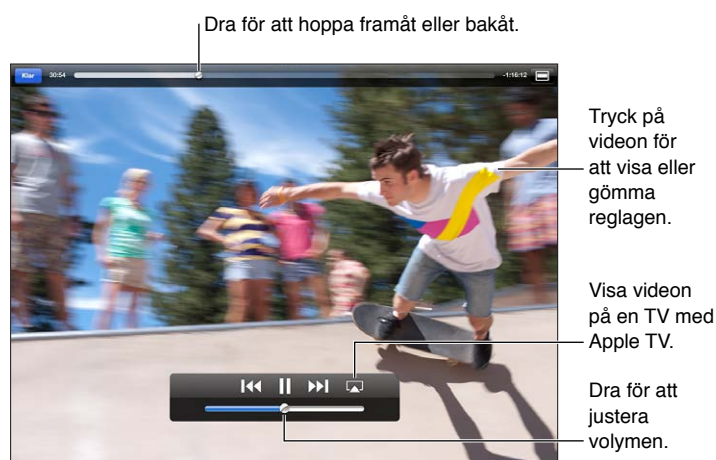 Dra för att hoppa framåt eller bakåt.
Klar
30:54
-1:16:12
Tryck på
videon för
att visa eller
gömma
reglagen.
Visa videon
på en TV med
Apple TV.
Dra för att
justera
volymen.